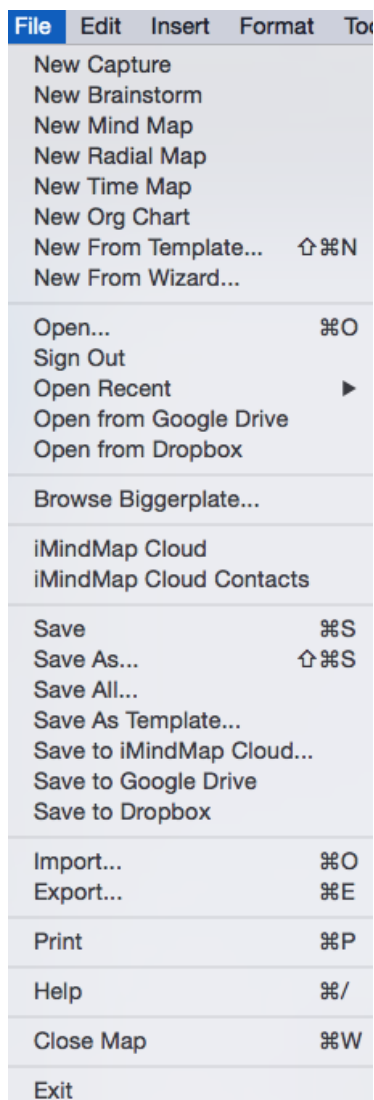 File Edit Insert Format Too
New Capture
New Brainstorm
New Mind Map
New Radial Map
New Time Map
New Org Chart
New From Template... ⇧⌘N
New From Wizard...
Open... ⌘O
Sign Out
Open Recent ▶
Open from Google Drive
Open from Dropbox
Browse Biggerplate...
iMindMap Cloud
iMindMap Cloud Contacts
Save ⌘S
Save As... ⇧⌘S
Save All...
Save As Template...
Save to iMindMap Cloud...
Save to Google Drive
Save to Dropbox
Import... ⌘O
Export... ⌘E
Print ⌘P
Help ⌘/
Close Map ⌘W
Exit